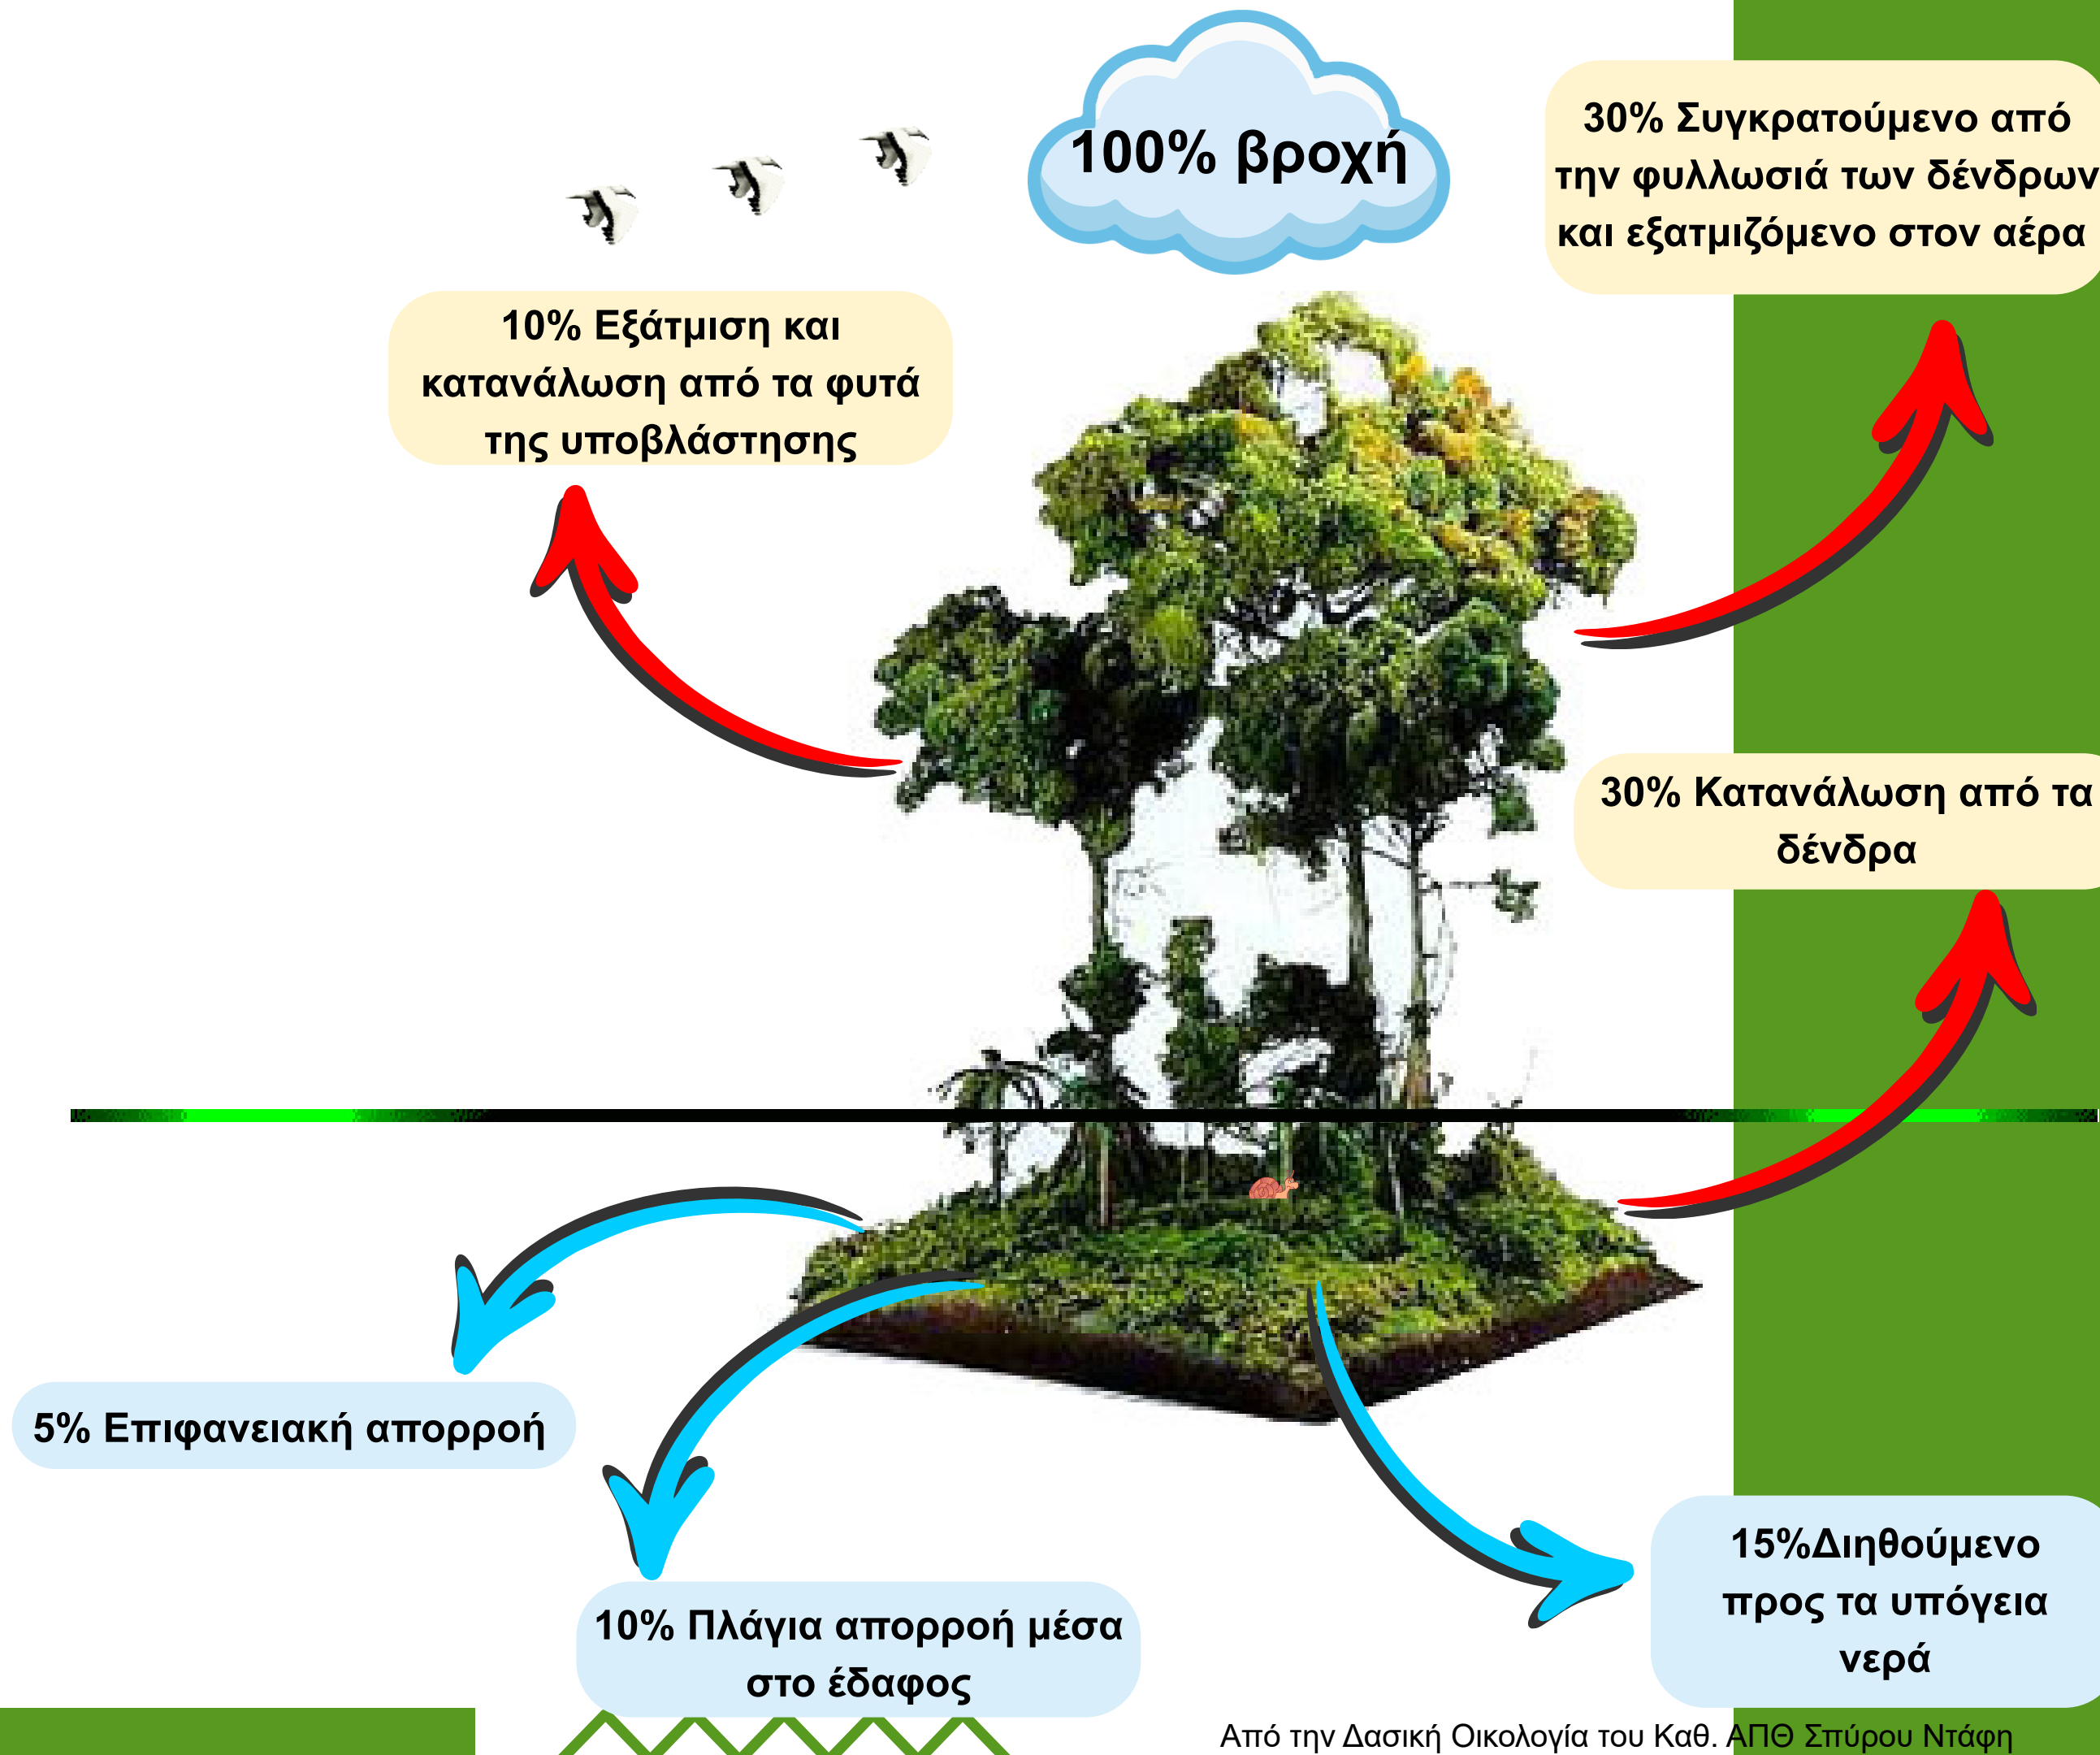 100% βροχή
30% Συγκρατούμενο από
την φυλλωσιά των δένδρων
και εξατμιζόμενο στον αέρα
10% Εξάτμιση και
κατανάλωση από τα φυτά
της υποβλάστησης
30% Κατανάλωση από τα
δένδρα
5% Επιφανειακή απορροή
10% Πλάγια απορροή μέσα
στο έδαφος
15%Διηθούμενο
προς τα υπόγεια
νερά
Από την Δασική Οικολογία του Καθ. ΑΠΘ Σπύρου Ντάφη